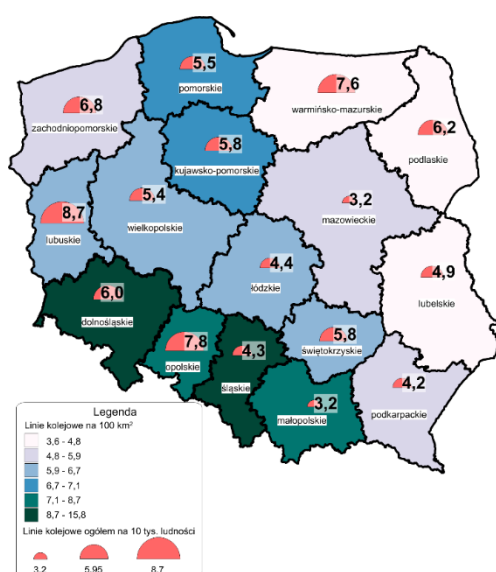 5,5
pomorskie
7,6
warmińsko-mazurskie
6,8
zachodniopomorskie
6,2
podlaskie
5,8
kujawsko-pomorskie
5,4
wielkopolskie
3,2
mazowieckie
8,7
lubuskie
4,4
łódzkie
4,9
lubelskie
6,0
dolnośląskie
7,8
opolskie
4,3
śląskie
5,8
świętokrzyskie
3,2
małopolskie
4,2
podkarpackie
Legenda
Linie kolejowe na 100 km²
3,6 - 4,8
4,8 - 5,9
5,9 - 6,7
6,7 - 7,1
7,1 - 8,7
8,7 - 15,8
Linie kolejowe ogółem na 10 tys. ludności
3,2 5,95 8,7